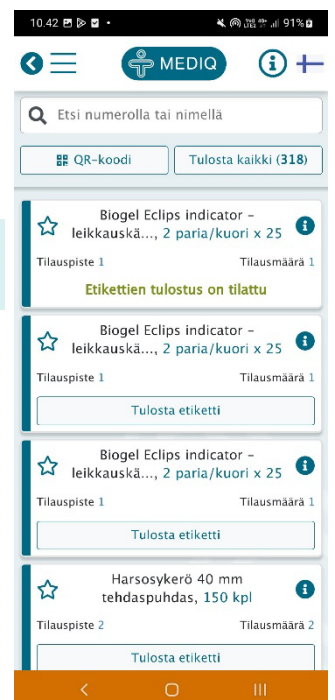 10.42 91%
MEDIQ
Etsi numerolla tai nimellä
QR-koodi Tulosta kaikki (318)
Biogel Eclips indicator –
leikkauskä..., 2 paria/kuori x 25
Tilauspiste 1 Tilausmäärä 1
Etikettien tulostus on tilattu
Biogel Eclips indicator –
leikkauskä..., 2 paria/kuori x 25
Tilauspiste 1 Tilausmäärä 1
Tulosta etiketti
Biogel Eclips indicator –
leikkauskä..., 2 paria/kuori x 25
Tilauspiste 1 Tilausmäärä 1
Tulosta etiketti
Harsosykerö 40 mm
tehdaspuhdas, 150 kpl
Tilauspiste 2 Tilausmäärä 2
Tulosta etiketti